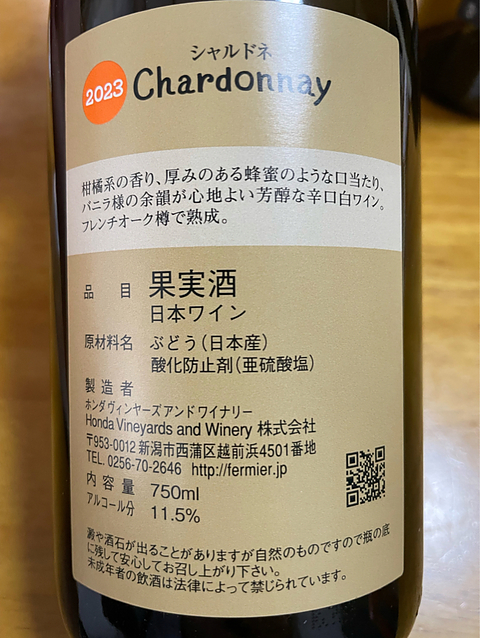 シャルドネ
2023 Chardonnay
柑橘系の香り、厚みのある蜂蜜のような口当たり、
バニラ様の余韻が心地よい芳醇な辛口白ワイン。
フレンチオーク樽で熟成。
品目 果実酒
日本ワイン
原材料名 ぶどう(日本産)
酸化防止剤(亜硫酸塩)
製造者
ホンダヴィンヤーズアンドワイナリー
Honda Vineyards and Winery 株式会社
〒953-0012 新潟市西蒲区越前浜4501番地
TEL. 0256-70-2646 http://fermier.jp
内容量 750ml
アルコール分 11.5%
澱や酒石が出ることがありますが自然のものですので瓶の底
に残して安心してお召し上がり下さい。
未成年者の飲酒は法律によって禁じられています。